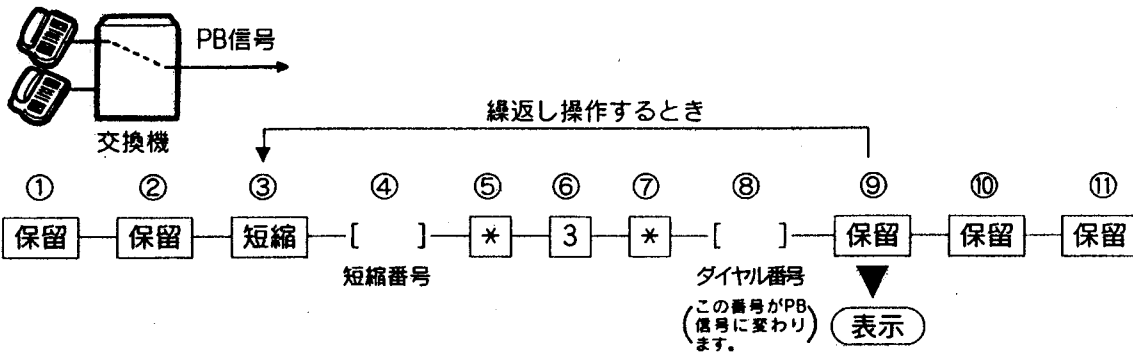 PB信号
交換機
繰返し操作するとき
① ② ③ ④ ⑤ ⑥ ⑦ ⑧ ⑨ ⑩ ⑪
保留 保留 短縮 [ ] * 3 * [ ] 保留 保留 保留
短縮番号
ダイヤル番号
(この番号がPB
信号に変わり
ます。)
表示